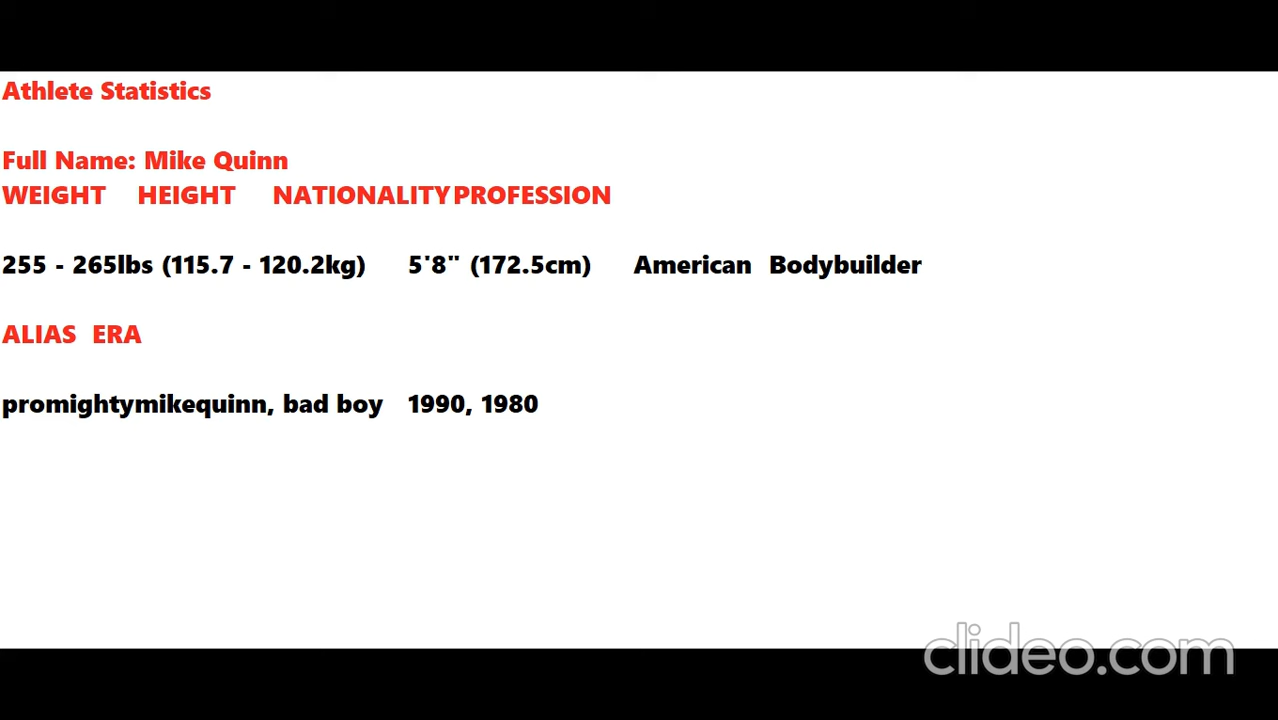 Athlete Statistics
Full Name: Mike Quinn
WEIGHT HEIGHT NATIONALITY PROFESSION
255 - 265lbs (115.7 - 120.2kg) 5'8" (172.5cm) American Bodybuilder
ALIAS ERA
promightymikequinn, bad boy 1990, 1980
clideo.com